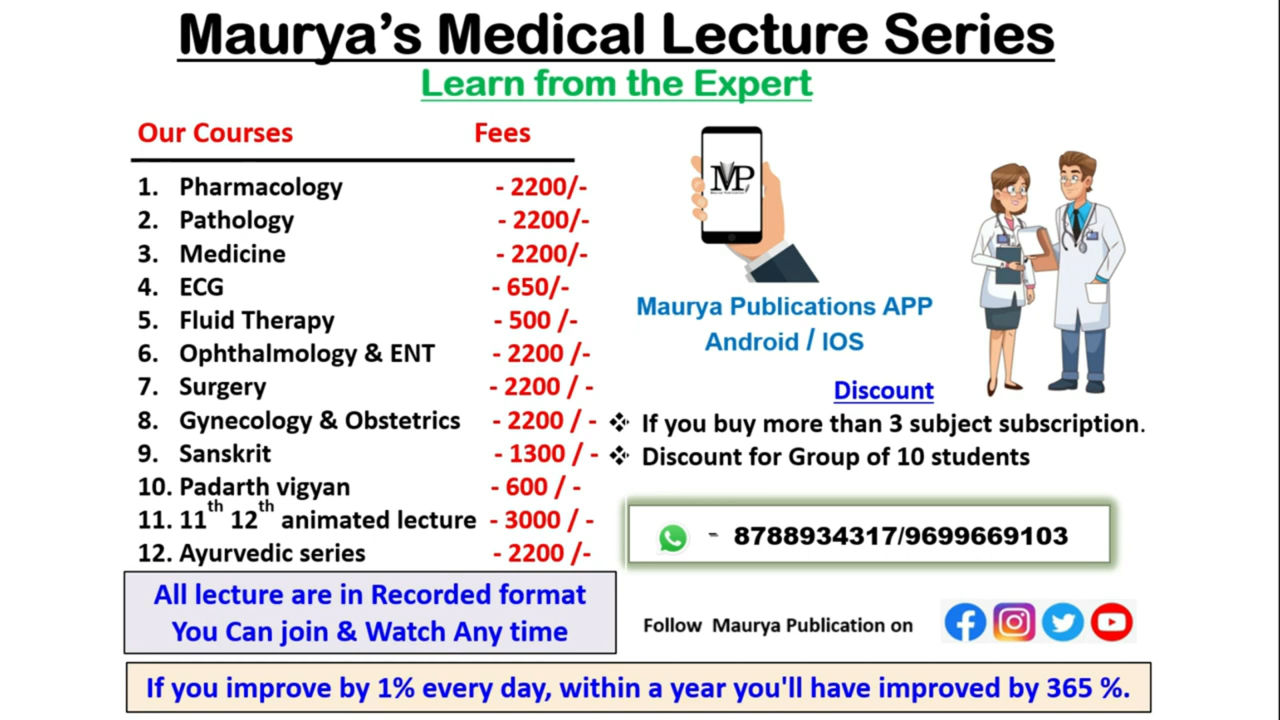 Maurya's Medical Lecture Series
Learn from the Expert
Our Courses Fees
1. Pharmacology - 2200/-
2. Pathology - 2200/-
3. Medicine - 2200/-
4. ECG - 650/-
5. Fluid Therapy - 500 /-
6. Ophthalmology & ENT - 2200 /-
7. Surgery - 2200 / -
8. Gynecology & Obstetrics - 2200 / -
9. Sanskrit - 1300 / -
10. Padarth vigyan - 600 / -
11. 11th 12th animated lecture - 3000 / -
12. Ayurvedic series - 2200 /-
All lecture are in Recorded format
You Can join & Watch Any time
MP
Maurya Publications APP
Android / IOS
Discount
❖ If you buy more than 3 subject subscription.
❖ Discount for Group of 10 students
- 8788934317/9699669103
Follow Maurya Publication on
If you improve by 1% every day, within a year you'll have improved by 365 %.